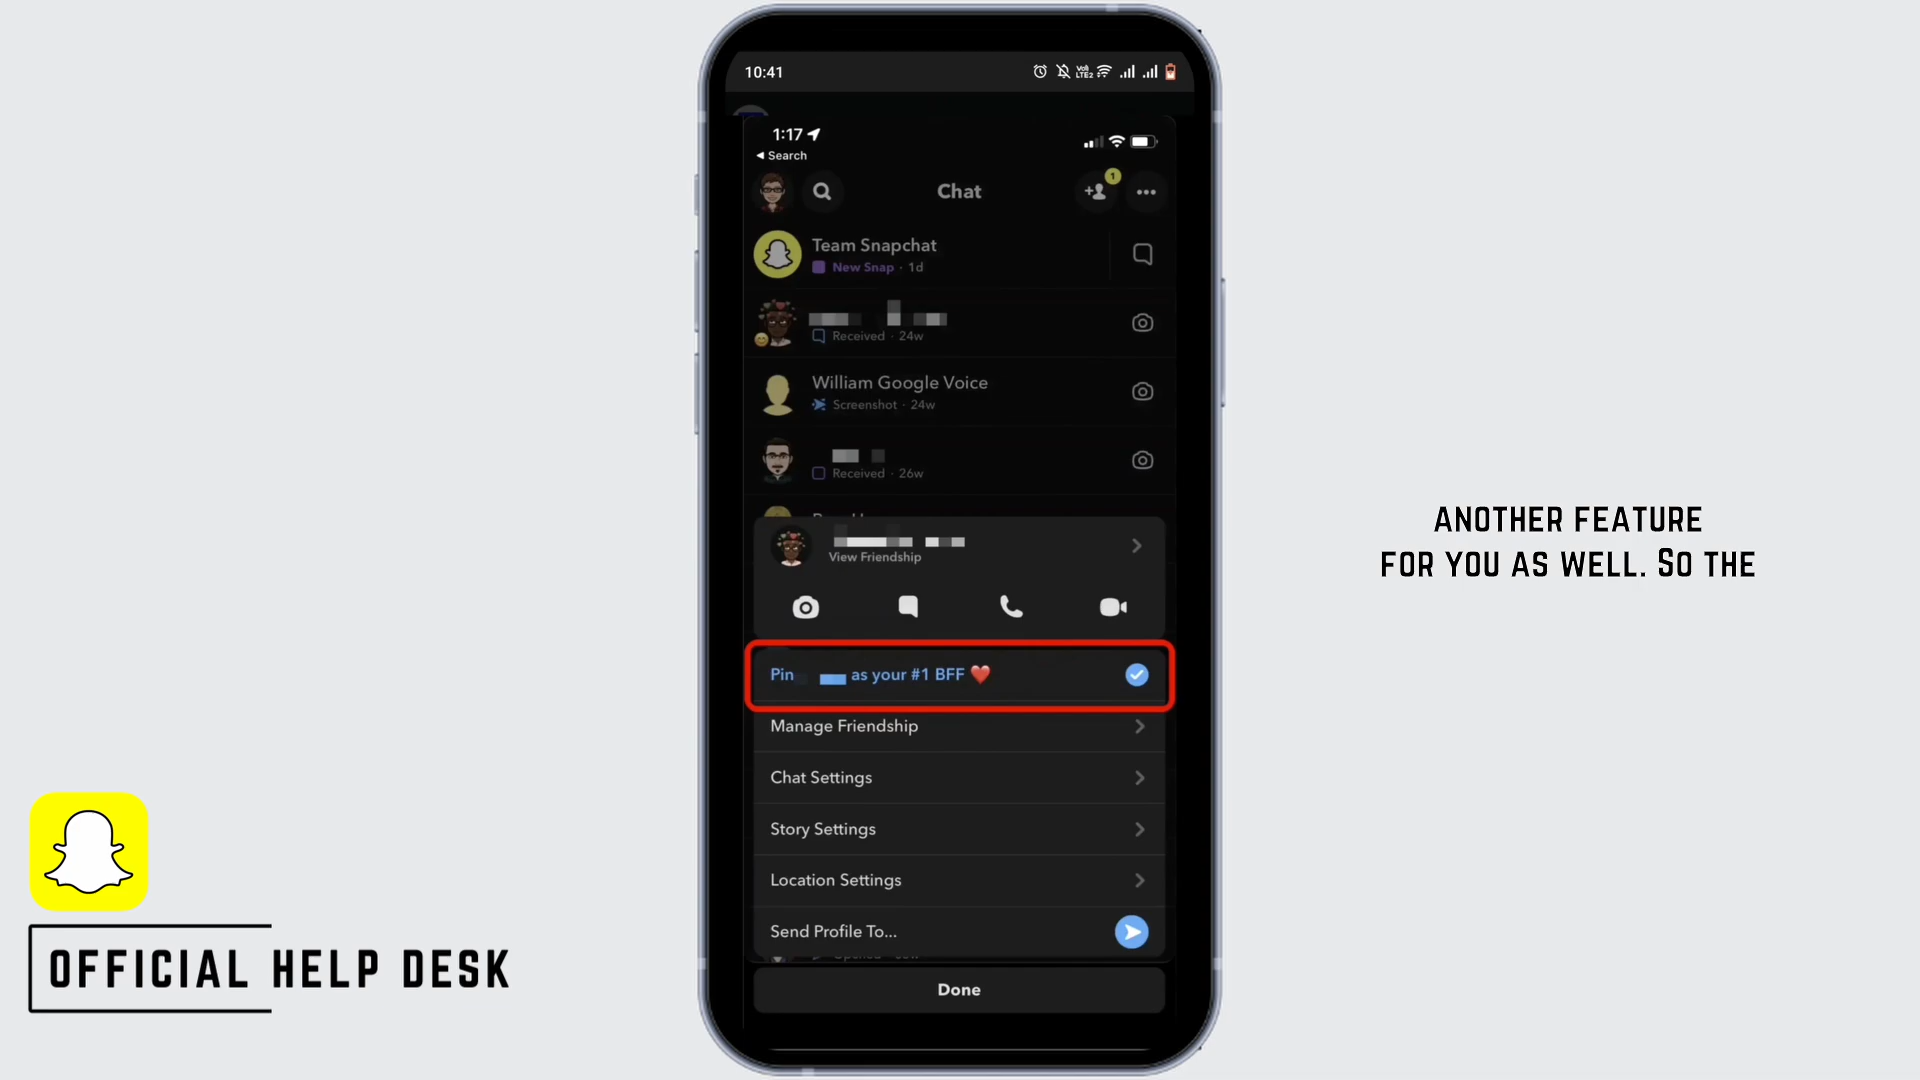 10:41
Vol) LTE2
1:17
◄ Search
Chat
1
Team Snapchat
New Snap · 1d
Received · 24w
William Google Voice
Screenshot · 24w
Received · 26w
View Friendship
Pin as your #1 BFF ❤️
Manage Friendship
Chat Settings
Story Settings
Location Settings
Send Profile To...
Done
ANOTHER FEATURE
FOR YOU AS WELL. SO THE
OFFICIAL HELP DESK